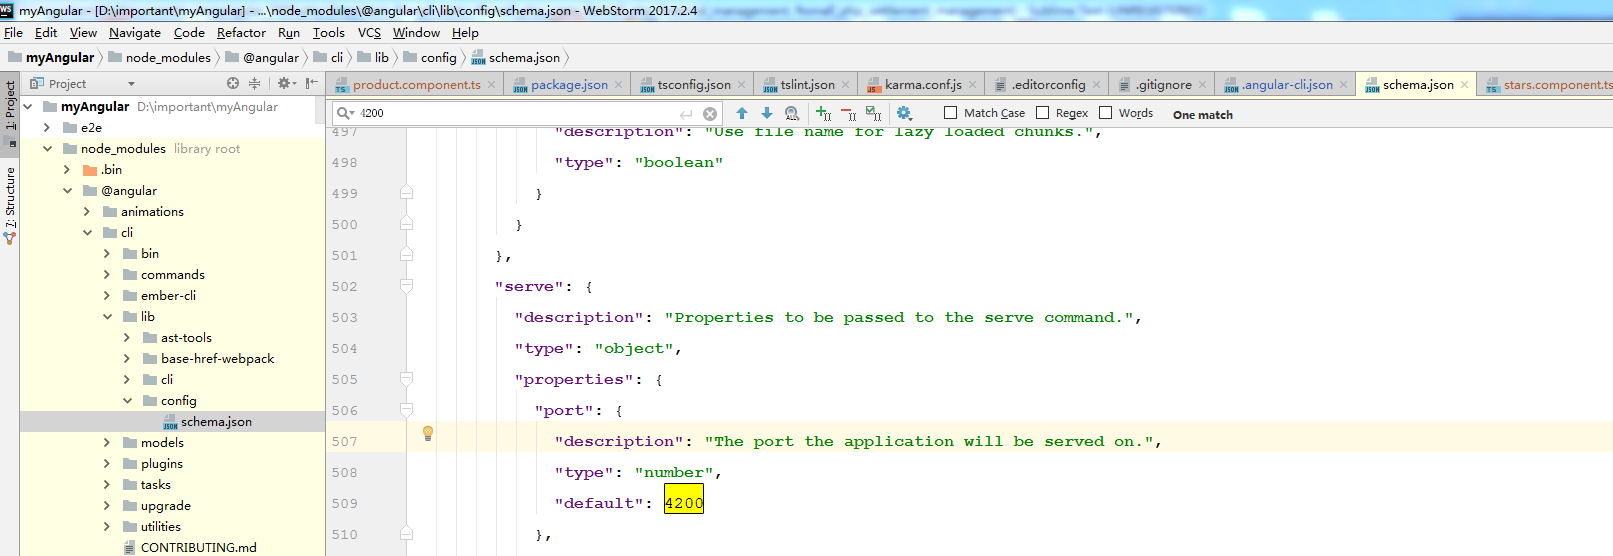 WS myAngular - [D:\important\myAngular] - ...\node_modules\@angular\cli\lib\config\schema.json - WebStorm 2017.2.4
File Edit View Navigate Code Refactor Run Tools VCS Window Help
myAngular node_modules @angular cli lib config schema.json
Project
product.component.ts package.json tsconfig.json tslint.json karma.conf.js .editorconfig .gitignore .angular-cli.json schema.json stars.component.ts
1: Project
7: Structure
myAngular D:\important\myAngular
e2e
node_modules library root
.bin
@angular
animations
cli
bin
commands
ember-cli
lib
ast-tools
base-href-webpack
cli
config
schema.json
models
plugins
tasks
upgrade
utilities
CONTRIBUTING.md
4200 Match Case Regex Words One match
497 "description": "Use file name for lazy loaded chunks.",
498 "type": "boolean"
499 }
500 }
501 },
502 "serve": {
503 "description": "Properties to be passed to the serve command.",
504 "type": "object",
505 "properties": {
506 "port": {
507 "description": "The port the application will be served on.",
508 "type": "number",
509 "default": 4200
510 },